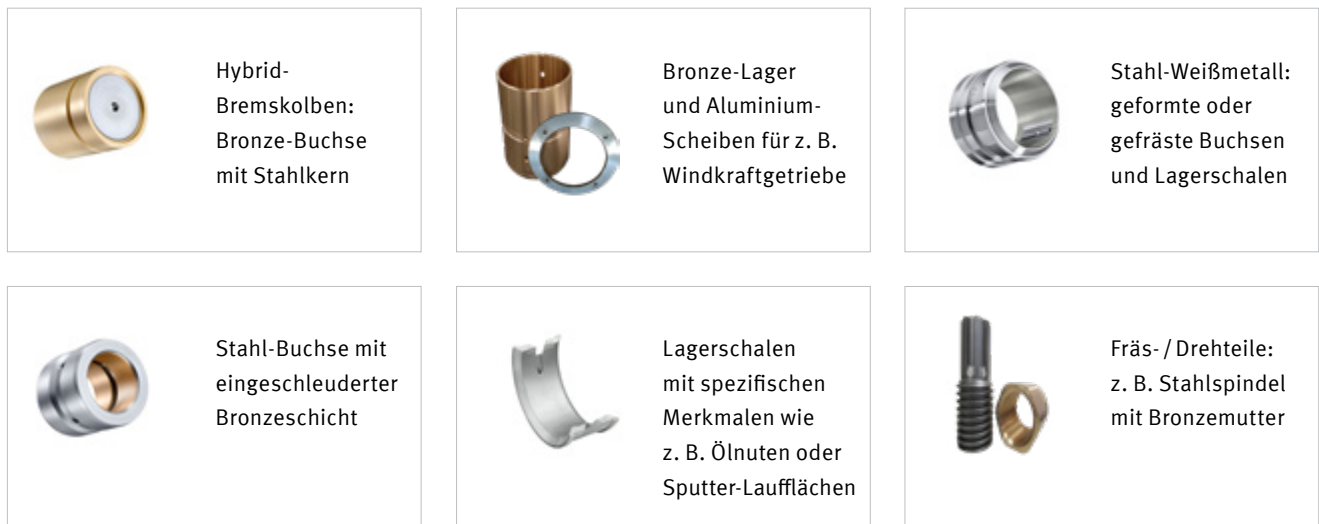 Hybrid-
Bremskolben:
Bronze-Buchse
mit Stahlkern
Bronze-Lager
und Aluminium-
Scheiben für z. B.
Windkraftgetriebe
Stahl-Weißmetall:
geformte oder
gefräste Buchsen
und Lagerschalen
Stahl-Buchse mit
eingeschleuderter
Bronzeschicht
Lagerschalen
mit spezifischen
Merkmalen wie
z. B. Ölnuten oder
Sputter-Laufflächen
Fräs- / Drehteile:
z. B. Stahlspindel
mit Bronzemutter